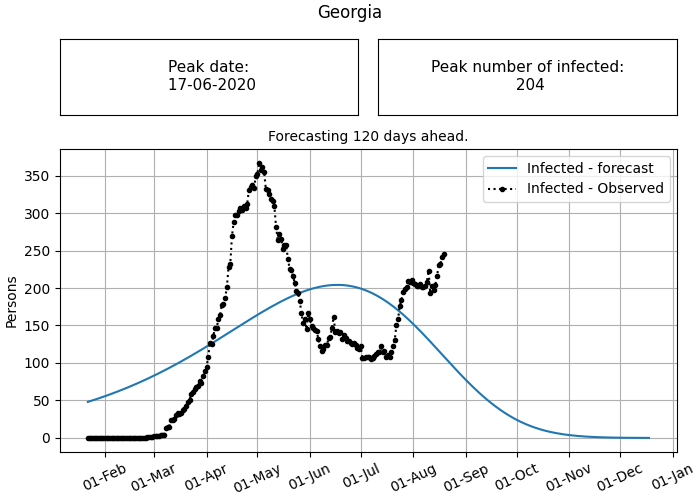 Georgia
Peak date:
17-06-2020
Peak number of infected:
204
Forecasting 120 days ahead.
Infected - forecast
Infected - Observed
Persons
350
300
250
200
150
100
50
0
01-Feb
01-Mar
01-Apr
01-May
01-Jun
01-Jul
01-Aug
01-Sep
01-Oct
01-Nov
01-Dec
01-Jan